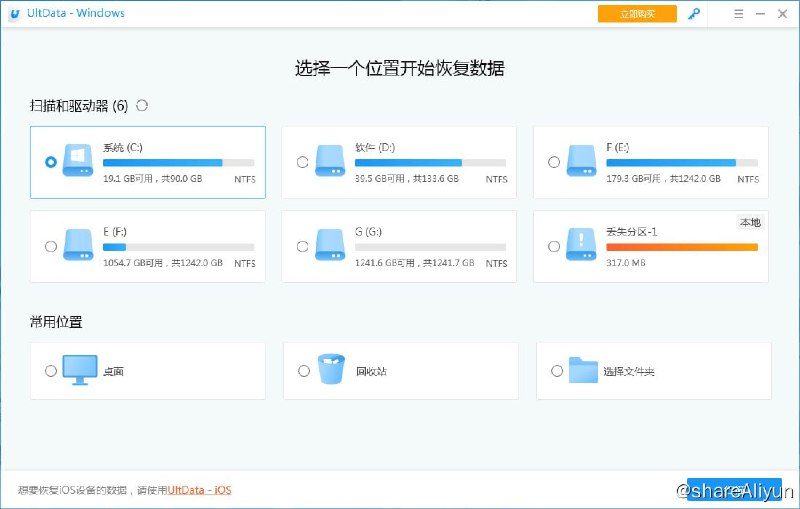 UltData - Windows
立即购买
选择一个位置开始恢复数据
扫描和驱动器 (6)
系统 (C:)
19.1 GB可用，共90.0 GB
NTFS
软件 (D:)
39.5 GB可用，共133.6 GB
NTFS
F (E:)
179.3 GB可用，共1242.0 GB
NTFS
E (F:)
1054.7 GB可用，共1242.0 GB
NTFS
G (G:)
1241.6 GB可用，共1241.7 GB
NTFS
本地
丢失分区-1
317.0 MB
常用位置
桌面
回收站
选择文件夹
想要恢复iOS设备的数据，请使用UltData - iOS
@shareAliyun